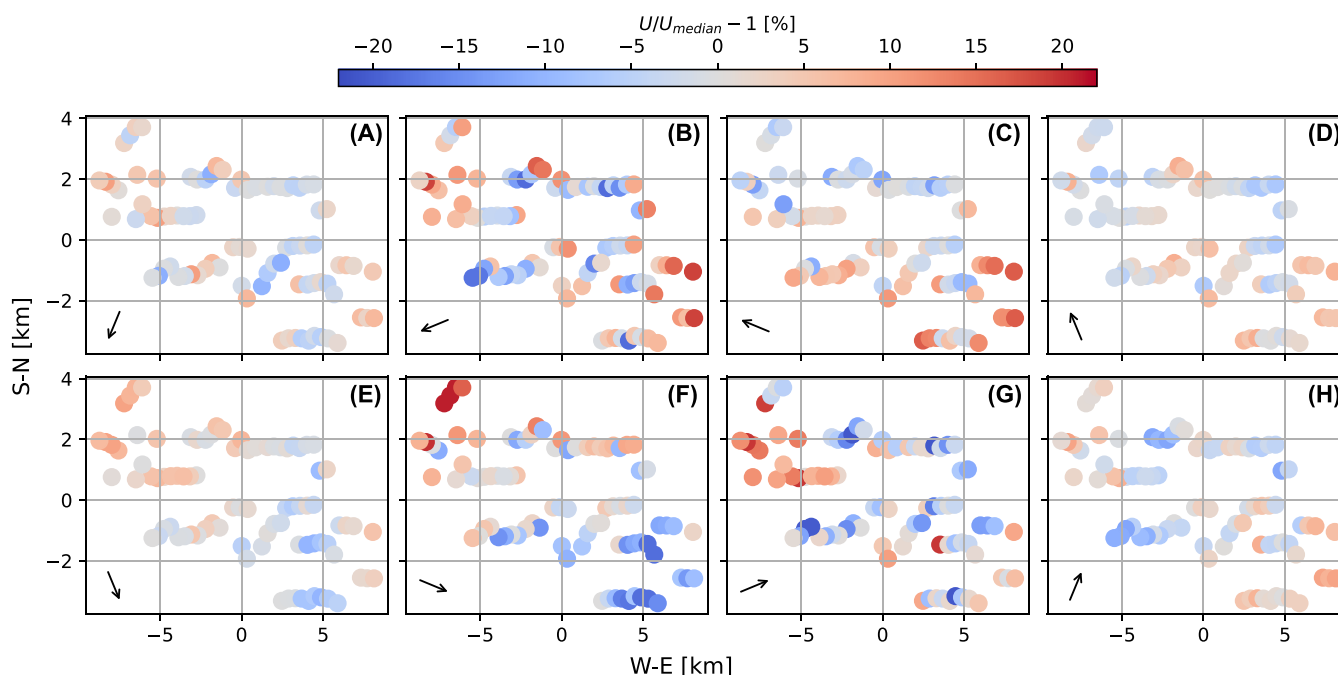 U/U_median − 1 [%]
−20 −15 −10 −5 0 5 10 15 20
4 (A) (B) (C) (D)
2
0
−2
4 (E) (F) (G) (H)
2
0
−2
−5 0 5 −5 0 5 −5 0 5 −5 0 5
S-N [km]
W-E [km]